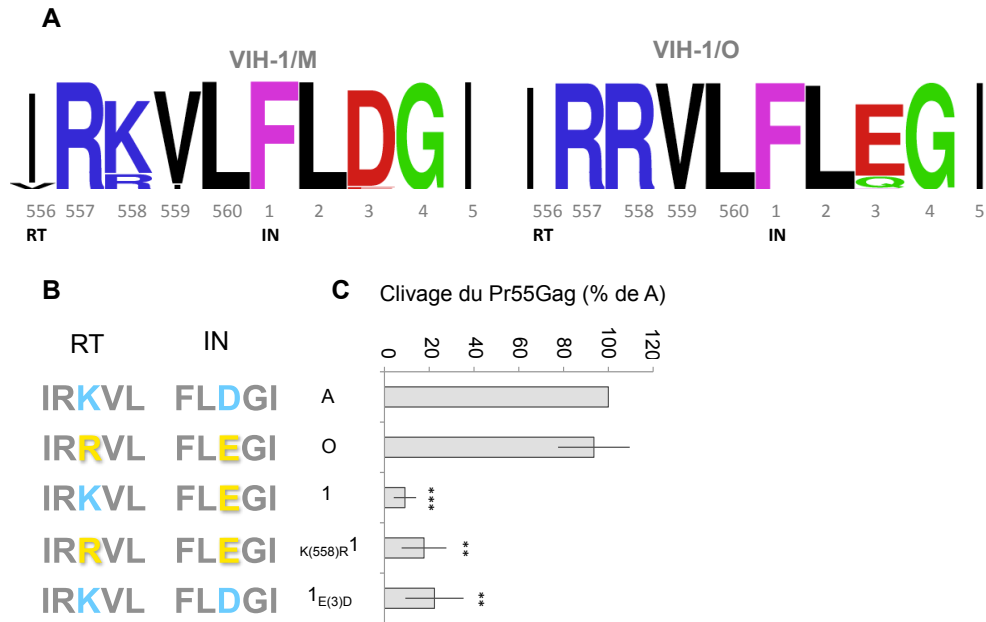 A
VIH-1/M
VIH-1/O
I R K V L F L D G I
V R
I R R V L F L E G I
Q
556 557 558 559 560 1 2 3 4 5
556 557 558 559 560 1 2 3 4 5
RT IN
RT IN
B
C Clivage du Pr55Gag (% de A)
RT IN
0 20 40 60 80 100 120
IRKVL FLDGI A
IRRVL FLEGI O
IRKVL FLEGI 1 ***
IRRVL FLEGI K(558)R1 **
IRKVL FLDGI 1E(3)D **